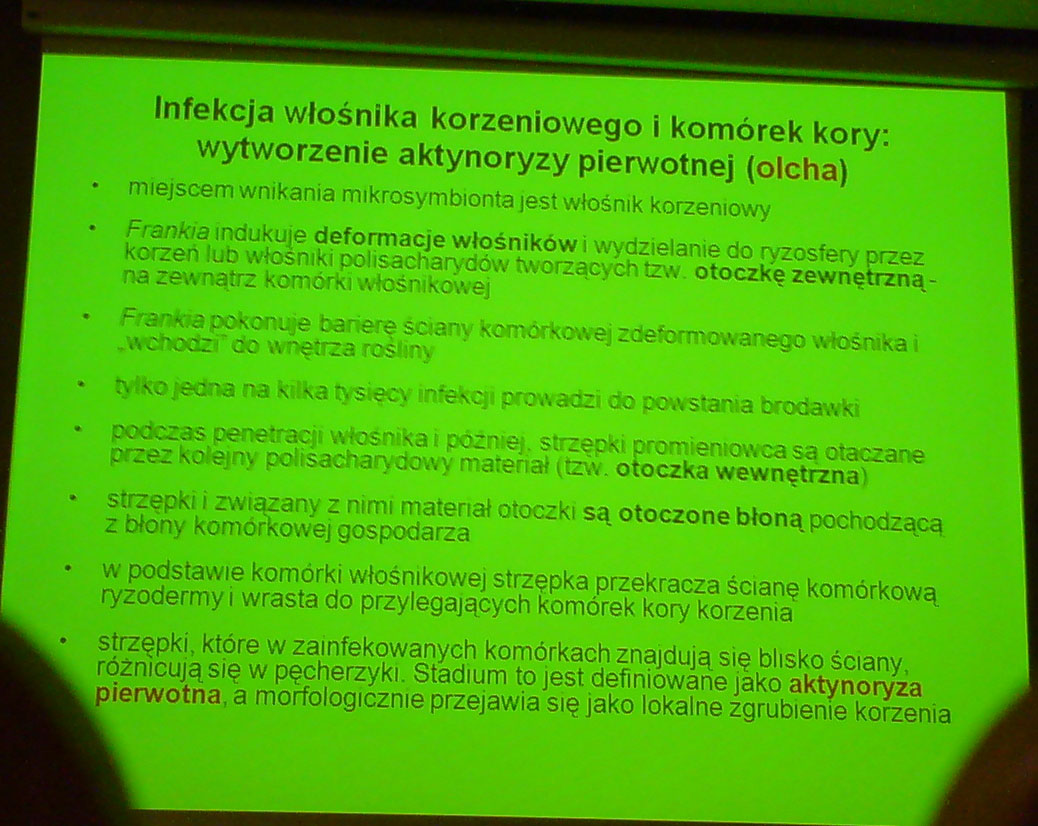 Infekcja włośnika korzeniowego i komórek kory:
wytworzenie aktynoryzy pierwotnej (olcha)
• miejscem wnikania mikrosymbionta jest włośnik korzeniowy
• Frankia indukuje deformacje włośników i wydzielanie do ryzosfery przez
korzeń lub włośniki polisacharydów tworzących tzw. otoczkę zewnętrzną -
na zewnątrz komórki włośnikowej
• Frankia pokonuje barierę ściany komórkowej zdeformowanego włośnika i
„wchodzi" do wnętrza rośliny
• tylko jedna na kilka tysięcy infekcji prowadzi do powstania brodawki
• podczas penetracji włośnika i później, strzępki promieniowca są otaczane
przez kolejny polisacharydowy materiał (tzw. otoczka wewnętrzna)
• strzępki i związany z nimi materiał otoczki są otoczone błoną pochodzącą
z błony komórkowej gospodarza
• w podstawie komórki włośnikowej strzępka przekracza ścianę komórkową
ryzodermy i wrasta do przylegających komórek kory korzenia
• strzępki, które w zainfekowanych komórkach znajdują się blisko ściany,
różnicują się w pęcherzyki. Stadium to jest definiowane jako aktynoryza
pierwotna, a morfologicznie przejawia się jako lokalne zgrubienie korzenia